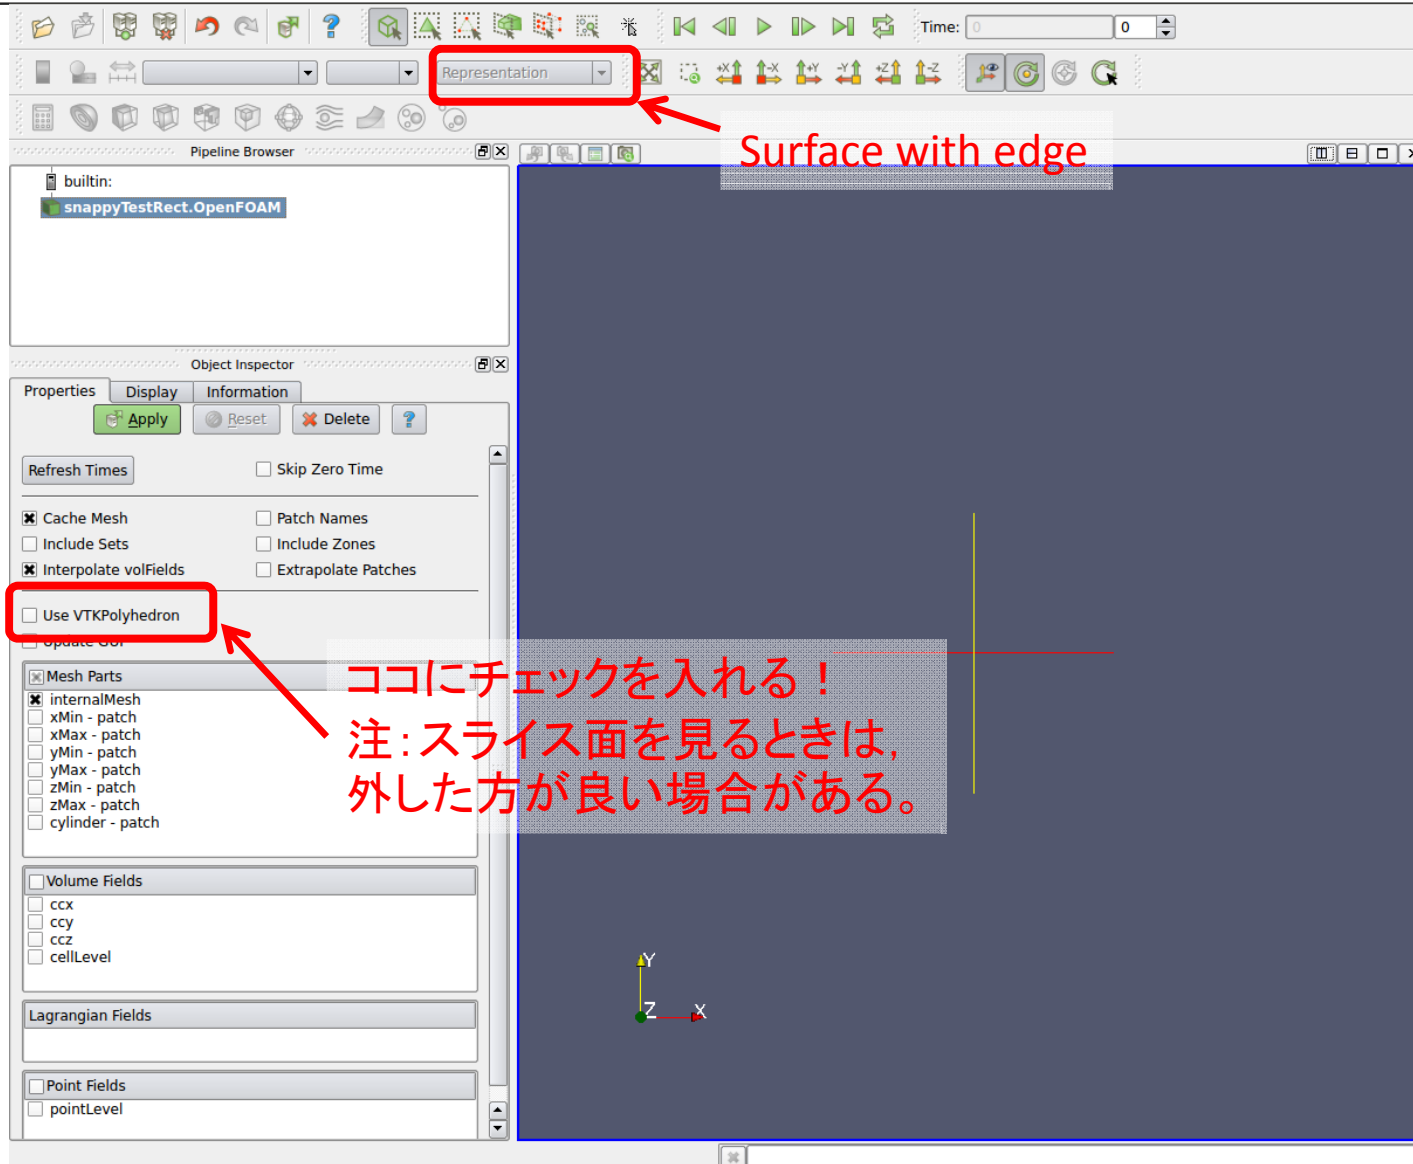 Time: 0 0
Representation
Surface with edge
Pipeline Browser
builtin:
snappyTestRect.OpenFOAM
Object Inspector
Properties Display Information
Apply Reset Delete
Refresh Times Skip Zero Time
Cache Mesh Patch Names
Include Sets Include Zones
Interpolate volFields Extrapolate Patches
Use VTKPolyhedron
Update GUI
Mesh Parts
internalMesh
xMin - patch
xMax - patch
yMin - patch
yMax - patch
zMin - patch
zMax - patch
cylinder - patch
ココにチェックを入れる！
注：スライス面を見るときは，
外した方が良い場合がある。
Volume Fields
ccx
ccy
ccz
cellLevel
Lagrangian Fields
Point Fields
pointLevel
Y
Z X
+X -X +Y -Y +Z -Z